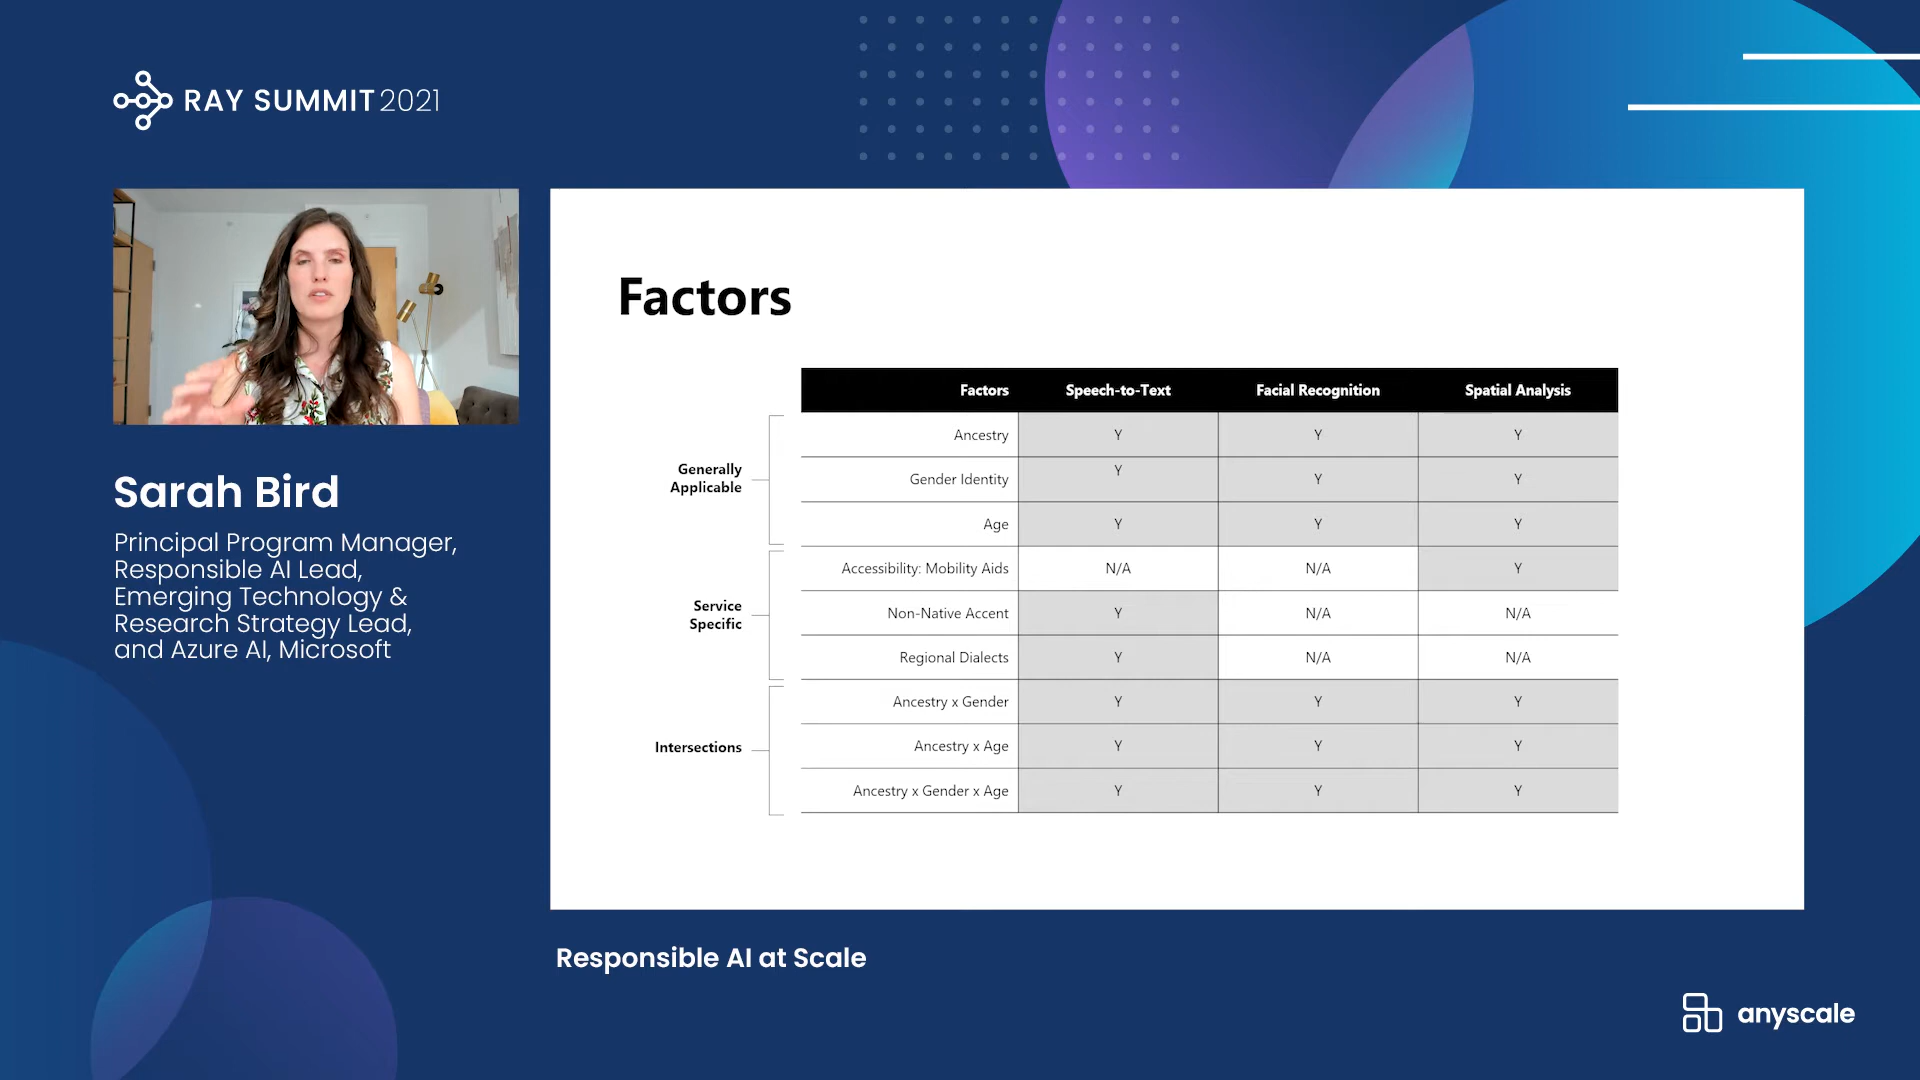 RAY SUMMIT 2021
Sarah Bird
Principal Program Manager,
Responsible AI Lead,
Emerging Technology &
Research Strategy Lead,
and Azure AI, Microsoft
Factors
Factors Speech-to-Text Facial Recognition Spatial Analysis
Generally
Applicable
Ancestry Y Y Y
Gender Identity Y Y Y
Age Y Y Y
Service
Specific
Accessibility: Mobility Aids N/A N/A Y
Non-Native Accent Y N/A N/A
Regional Dialects Y N/A N/A
Intersections
Ancestry x Gender Y Y Y
Ancestry x Age Y Y Y
Ancestry x Gender x Age Y Y Y
Responsible AI at Scale
anyscale